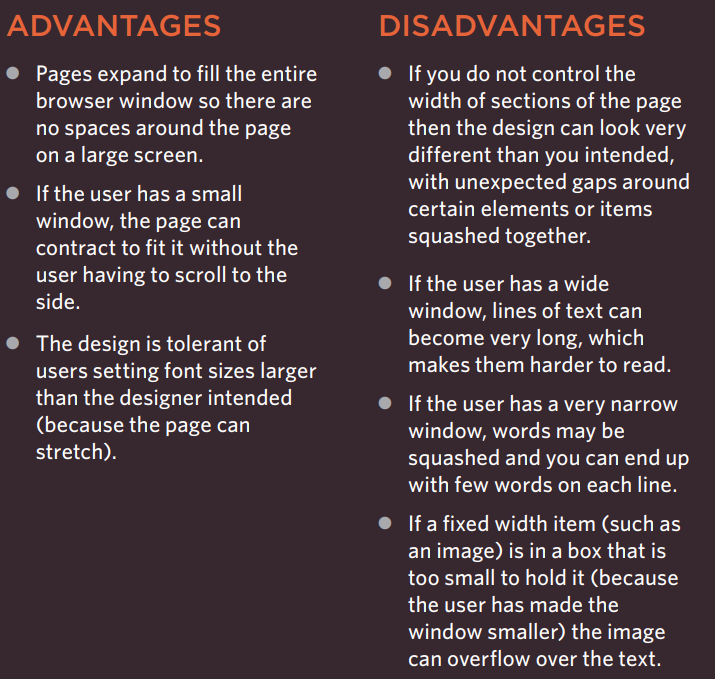 ADVANTAGES
Pages expand to fill the entire
browser window so there are
no spaces around the page
on a large screen.
If the user has a small
window, the page can
contract to fit it without the
user having to scroll to the
side.
The design is tolerant of
users setting font sizes larger
than the designer intended
(because the page can
stretch).
DISADVANTAGES
If you do not control the
width of sections of the page
then the design can look very
different than you intended,
with unexpected gaps around
certain elements or items
squashed together.
If the user has a wide
window, lines of text can
become very long, which
makes them harder to read.
If the user has a very narrow
window, words may be
squashed and you can end up
with few words on each line.
If a fixed width item (such as
an image) is in a box that is
too small to hold it (because
the user has made the
window smaller) the image
can overflow over the text.